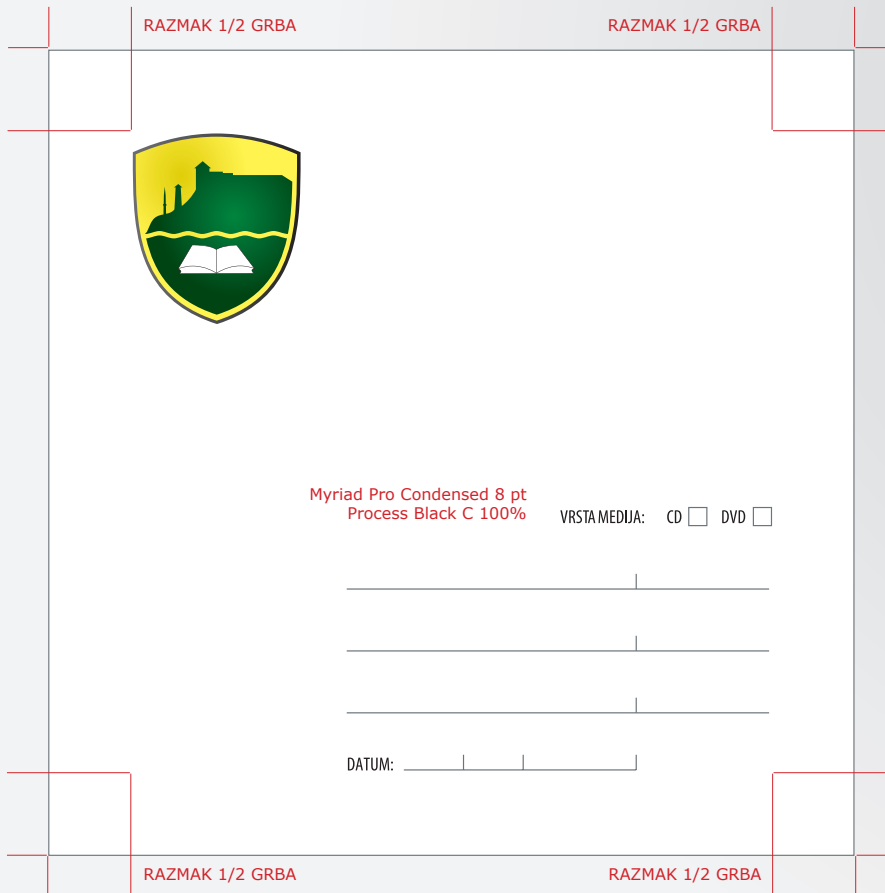 RAZMAK 1/2 GRBA RAZMAK 1/2 GRBA
Myriad Pro Condensed 8 pt
Process Black C 100%
VRSTA MEDIJA: CD DVD
DATUM:
RAZMAK 1/2 GRBA RAZMAK 1/2 GRBA